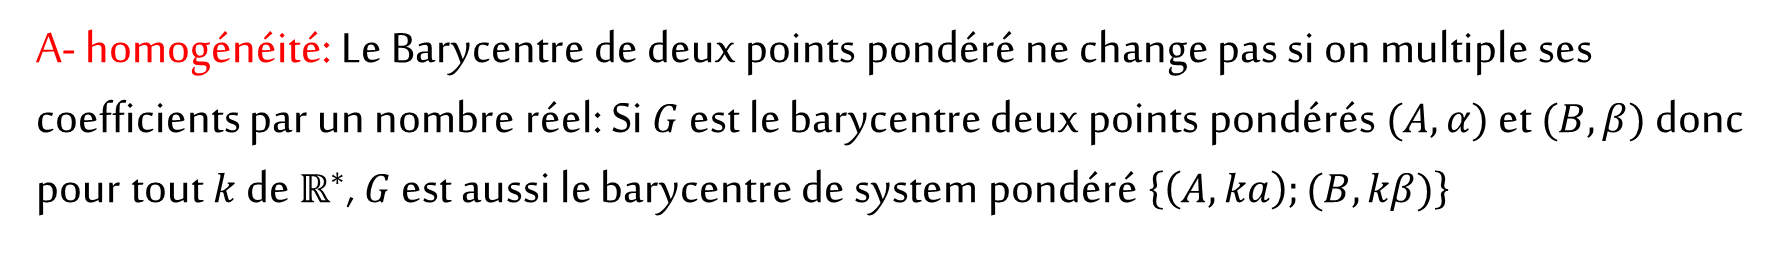 A- homogénéité: Le Barycentre de deux points pondéré ne change pas si on multiple ses
coefficients par un nombre réel: Si 𝐺 est le barycentre deux points pondérés (𝐴, 𝛼) et (𝐵, 𝛽) donc
pour tout 𝑘 de ℝ*, 𝐺 est aussi le barycentre de system pondéré {(𝐴, 𝑘𝑎); (𝐵, 𝑘𝛽)}